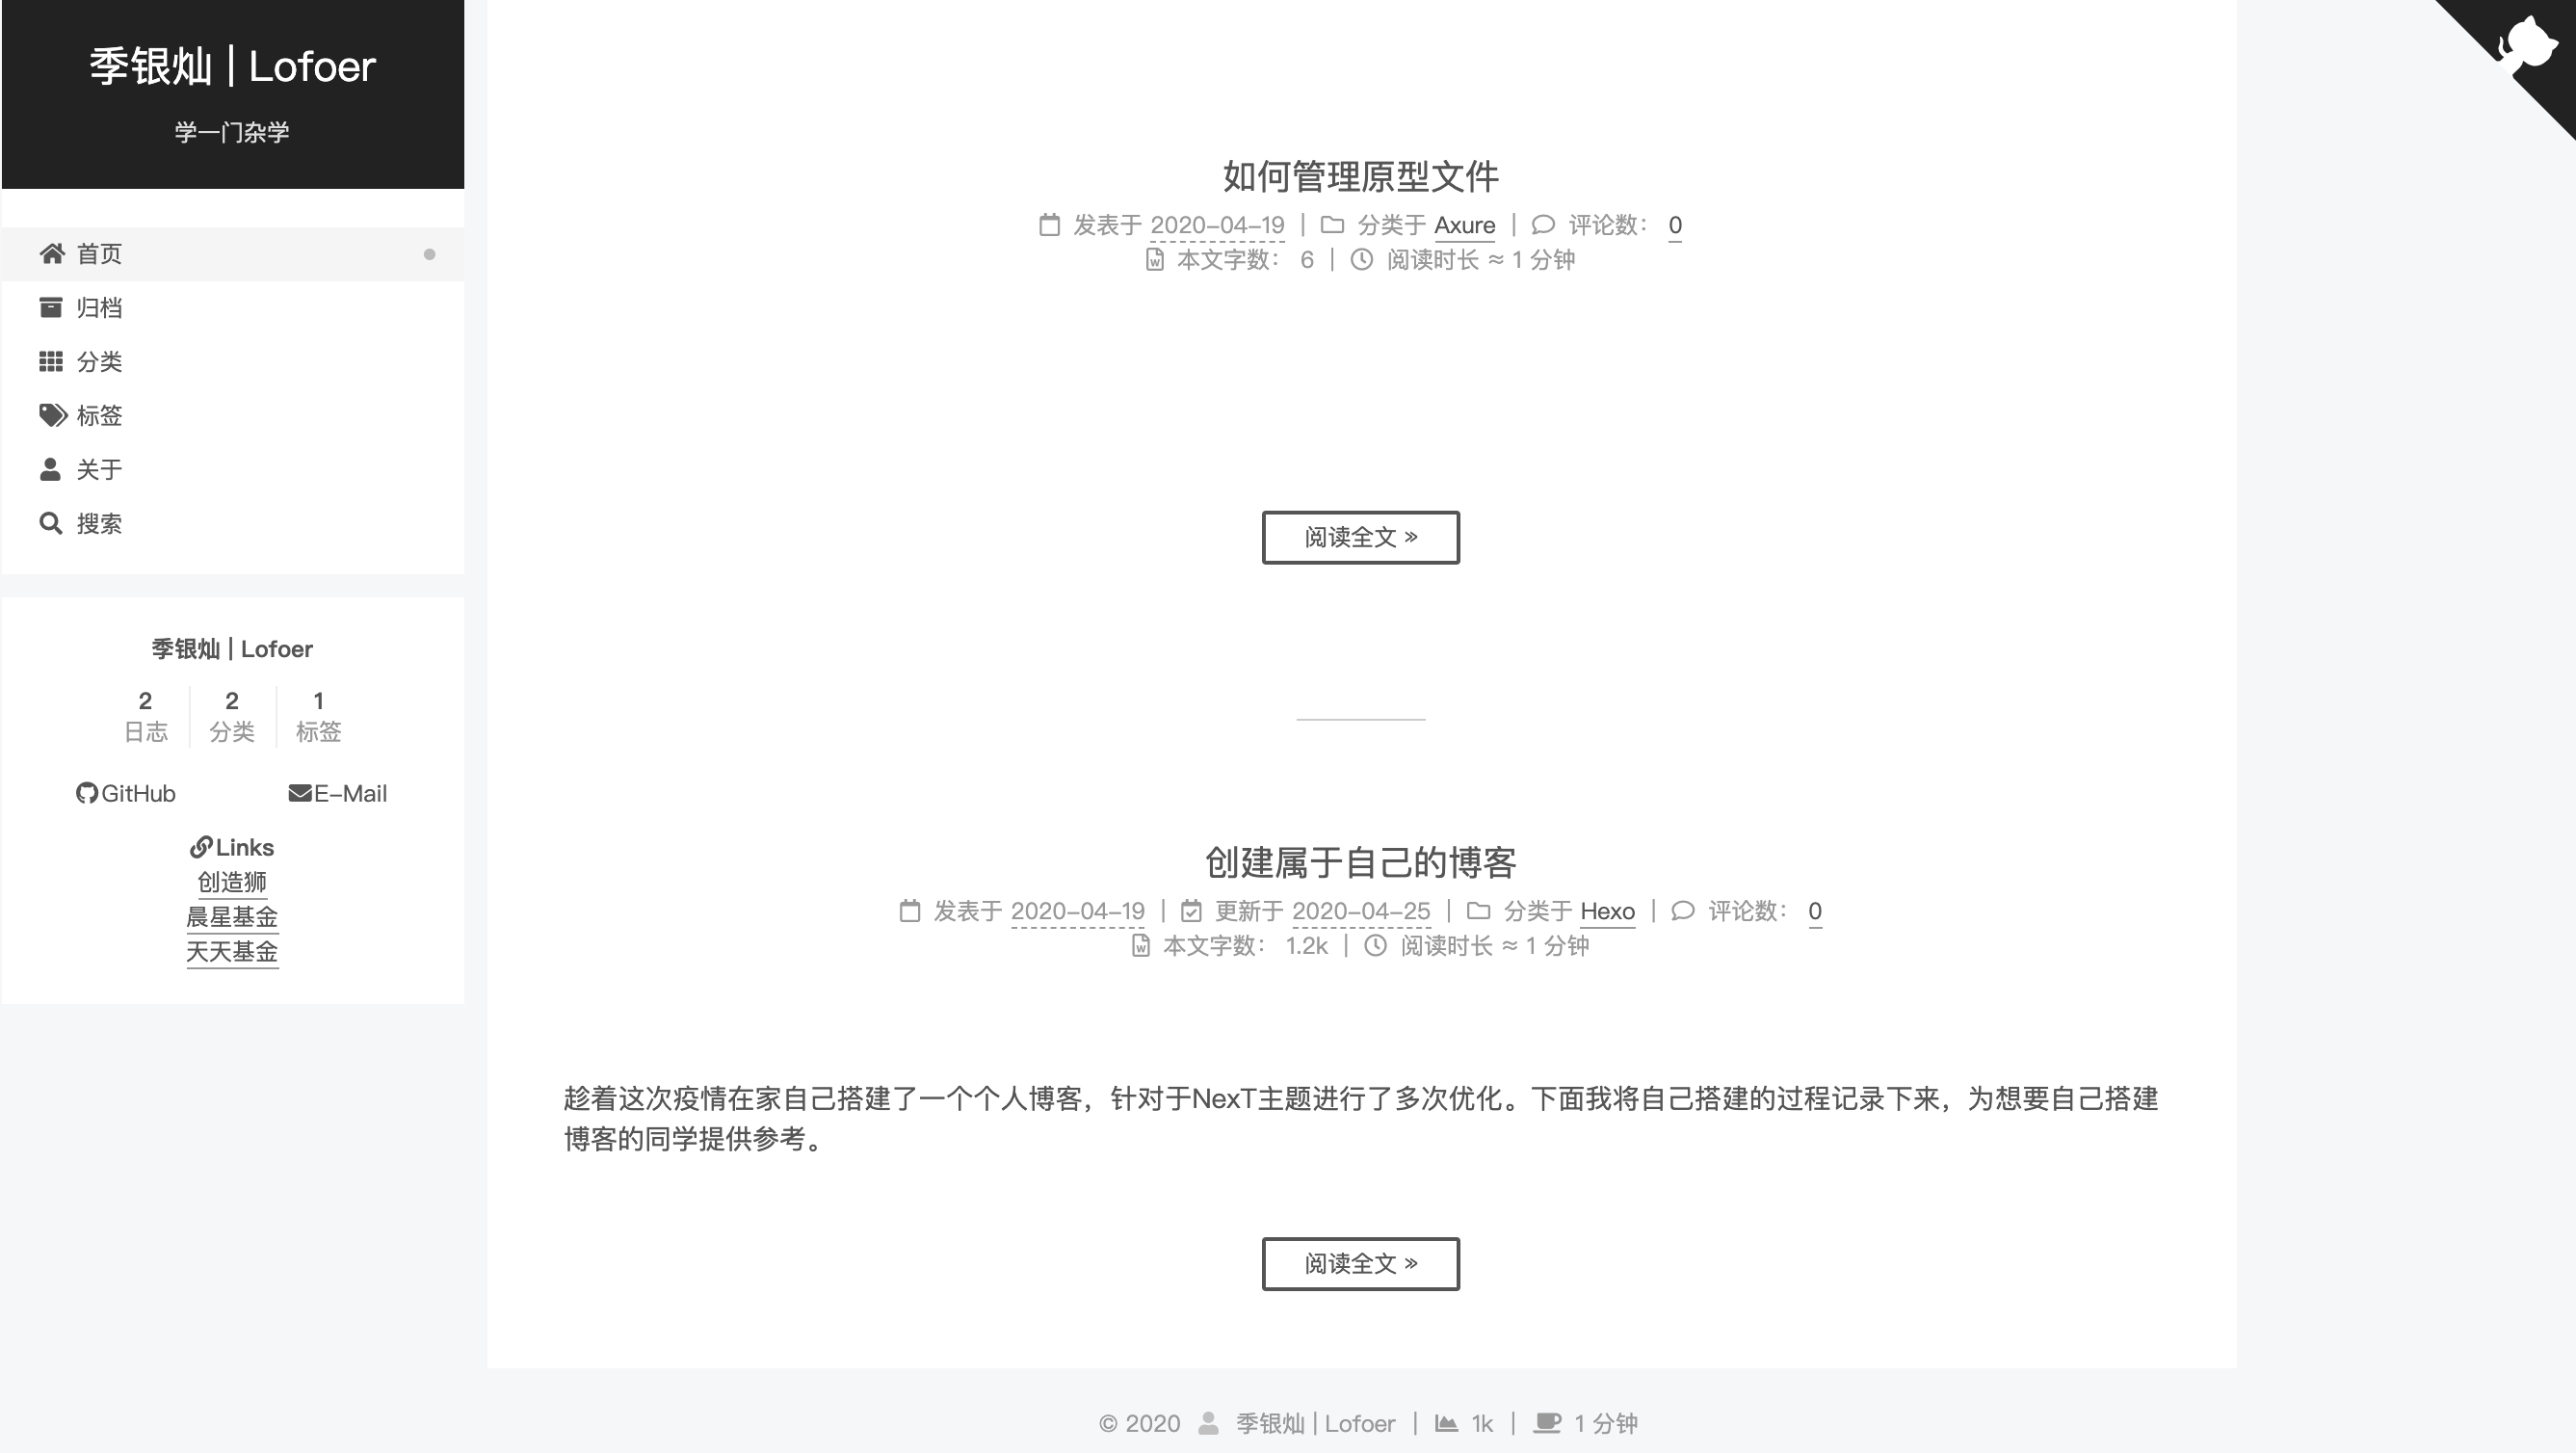 季银灿 | Lofoer
学一门杂学
首页
归档
分类
标签
关于
搜索
季银灿 | Lofoer
2 2 1
日志 分类 标签
GitHub E-Mail
Links
创造狮
晨星基金
天天基金
如何管理原型文件
发表于 2020-04-19 | 分类于 Axure | 评论数： 0
本文字数： 6 | 阅读时长 ≈ 1 分钟
阅读全文 »
创建属于自己的博客
发表于 2020-04-19 | 更新于 2020-04-25 | 分类于 Hexo | 评论数： 0
本文字数： 1.2k | 阅读时长 ≈ 1 分钟
趁着这次疫情在家自己搭建了一个个人博客，针对于NexT主题进行了多次优化。下面我将自己搭建的过程记录下来，为想要自己搭建
博客的同学提供参考。
阅读全文 »
© 2020 季银灿 | Lofoer | 1k | 1 分钟